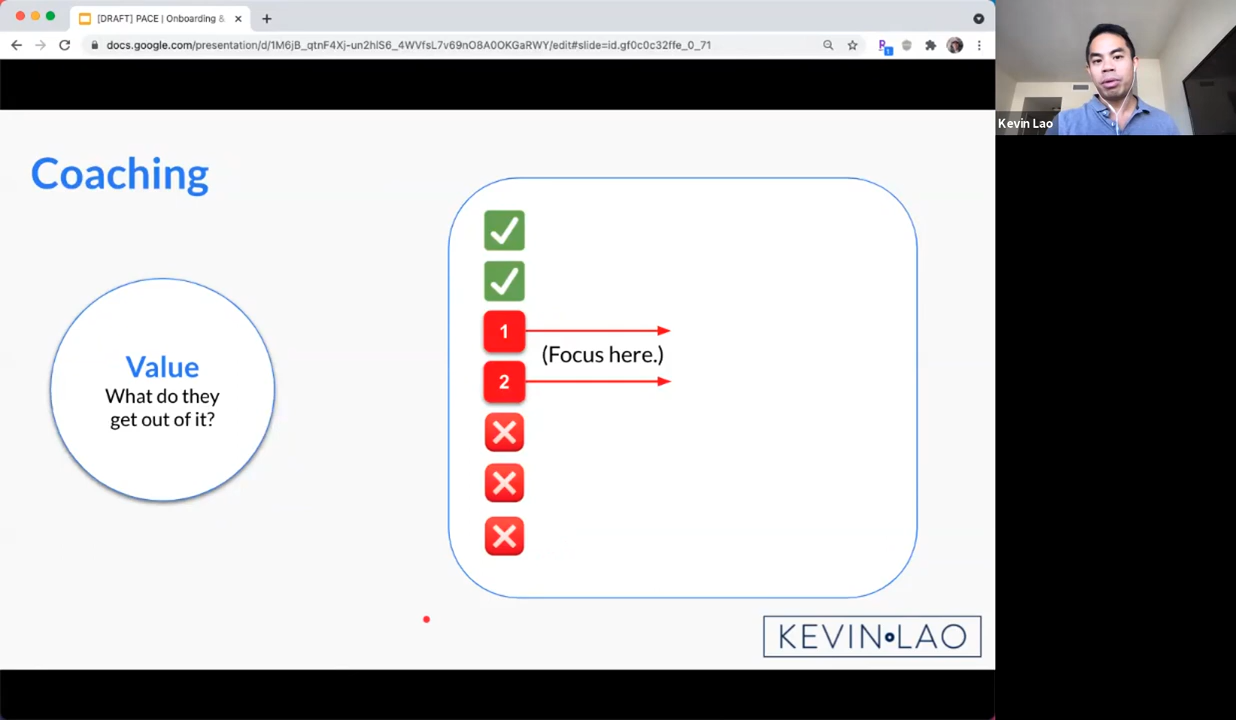 [DRAFT] PACE | Onboarding &
docs.google.com/presentation/d/1M6jB_qtnF4Xj-un2hlS6_4WVfsL7v69nO8A0OKGaRWY/edit#slide=id.gf0c0c32ffe_0_71
Kevin Lao
Coaching
Value
What do they
get out of it?
1
(Focus here.)
2
KEVIN LAO